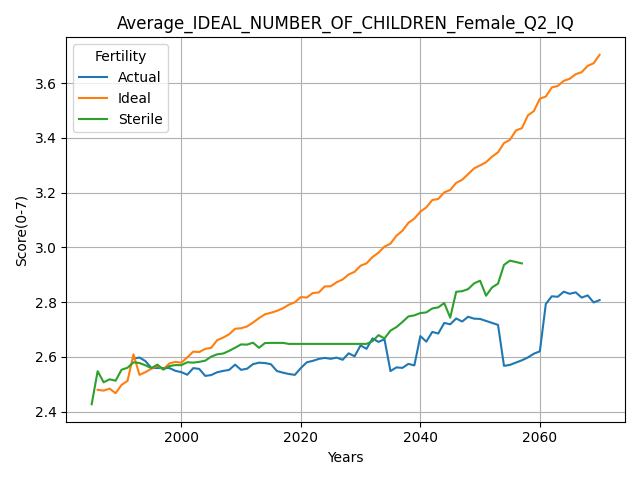 Average_IDEAL_NUMBER_OF_CHILDREN_Female_Q2_IQ
Fertility
Actual
Ideal
Sterile
Score(0-7)
3.6
3.4
3.2
3.0
2.8
2.6
2.4
2000
2020
2040
2060
Years